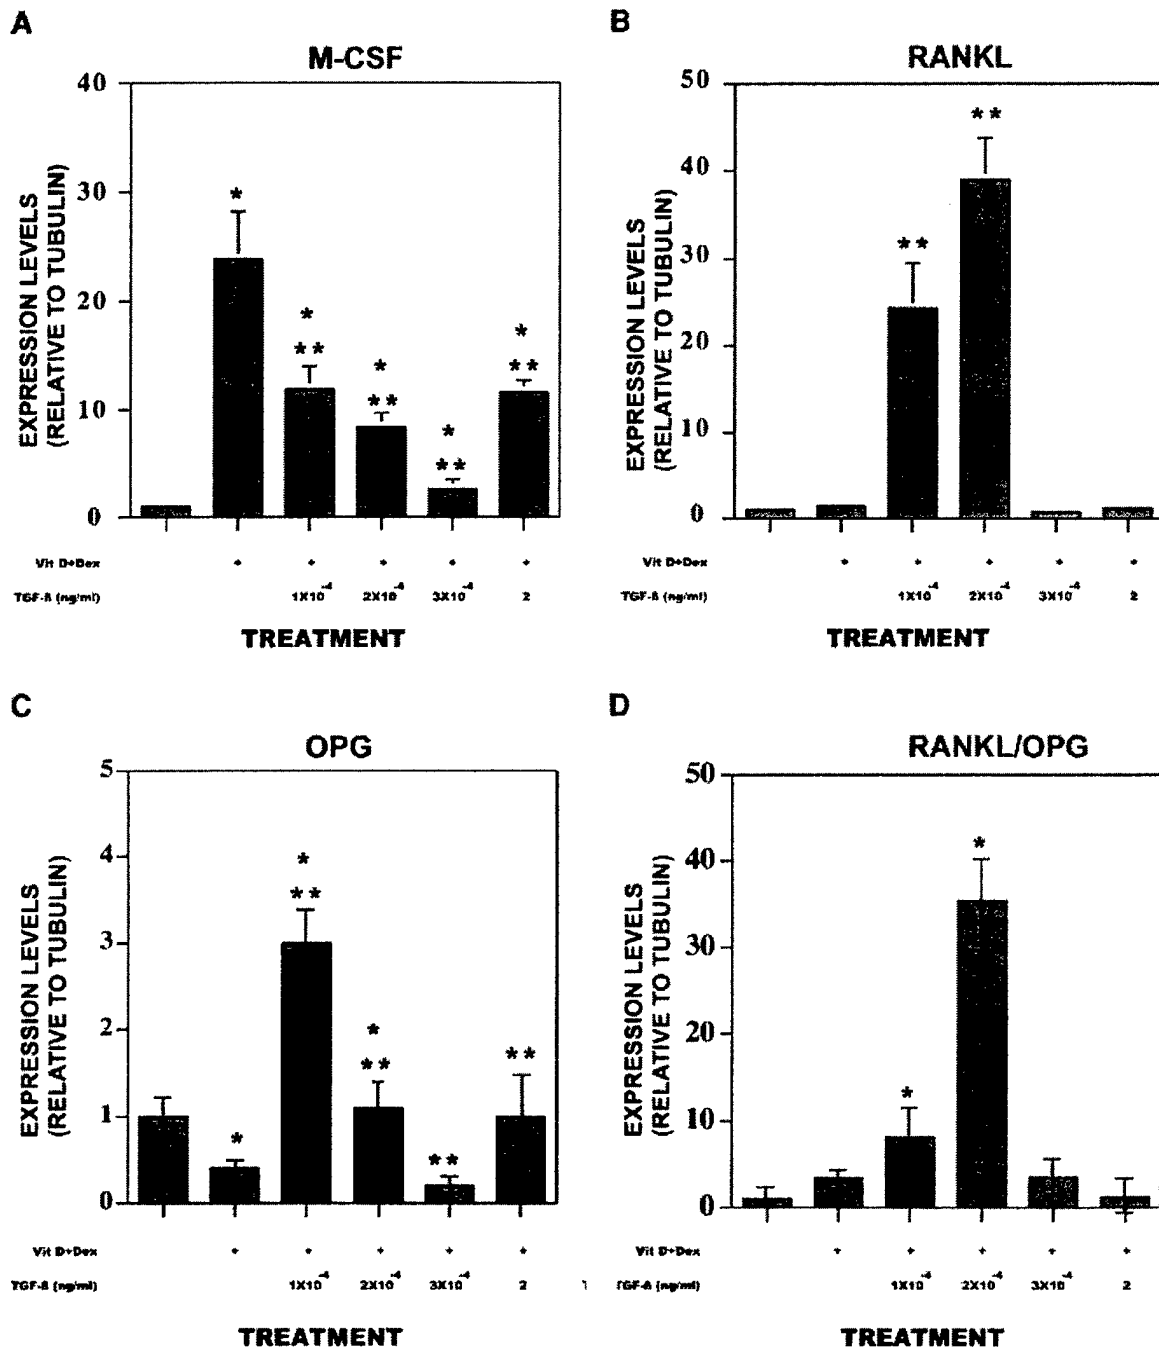 A
M-CSF
EXPRESSION LEVELS
(RELATIVE TO TUBULIN)
40
30
20
10
0
*
*
**
*
**
*
**
*
**
Vit D+Dex + + + + +
TGF-ß (ng/ml) 1X10⁻⁴ 2X10⁻⁴ 3X10⁻⁴ 2
TREATMENT
B
RANKL
EXPRESSION LEVELS
(RELATIVE TO TUBULIN)
50
40
30
20
10
0
**
**
Vit D+Dex + + + + +
TGF-ß (ng/ml) 1X10⁻⁴ 2X10⁻⁴ 3X10⁻⁴ 2
TREATMENT
C
OPG
EXPRESSION LEVELS
(RELATIVE TO TUBULIN)
5
4
3
2
1
0
*
*
**
*
**
**
**
Vit D+Dex + + + + +
TGF-ß (ng/ml) 1X10⁻⁴ 2X10⁻⁴ 3X10⁻⁴ 2
TREATMENT
D
RANKL/OPG
EXPRESSION LEVELS
(RELATIVE TO TUBULIN)
50
40
30
20
10
0
*
*
Vit D+Dex + + + + +
TGF-ß (ng/ml) 1X10⁻⁴ 2X10⁻⁴ 3X10⁻⁴ 2
TREATMENT